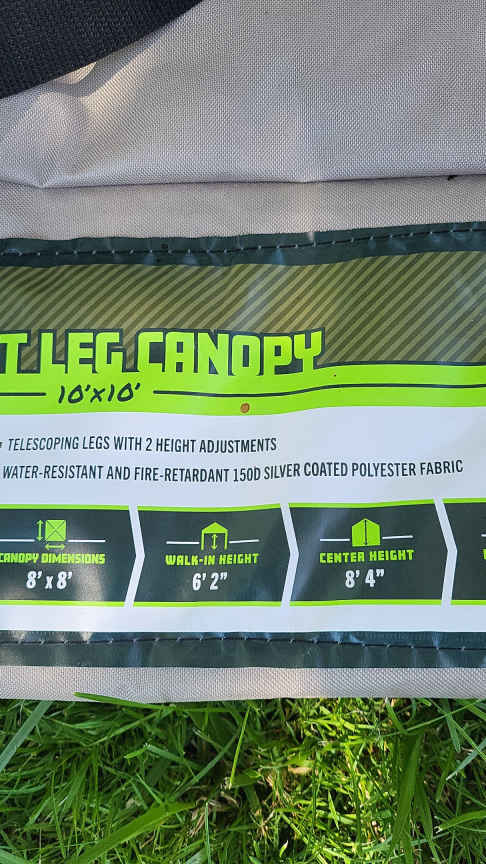 T LEG CANOPY
10'x10'
TELESCOPING LEGS WITH 2 HEIGHT ADJUSTMENTS
WATER-RESISTANT AND FIRE-RETARDANT 150D SILVER COATED POLYESTER FABRIC
CANOPY DIMENSIONS
8' x 8'
WALK-IN HEIGHT
6' 2"
CENTER HEIGHT
8' 4"